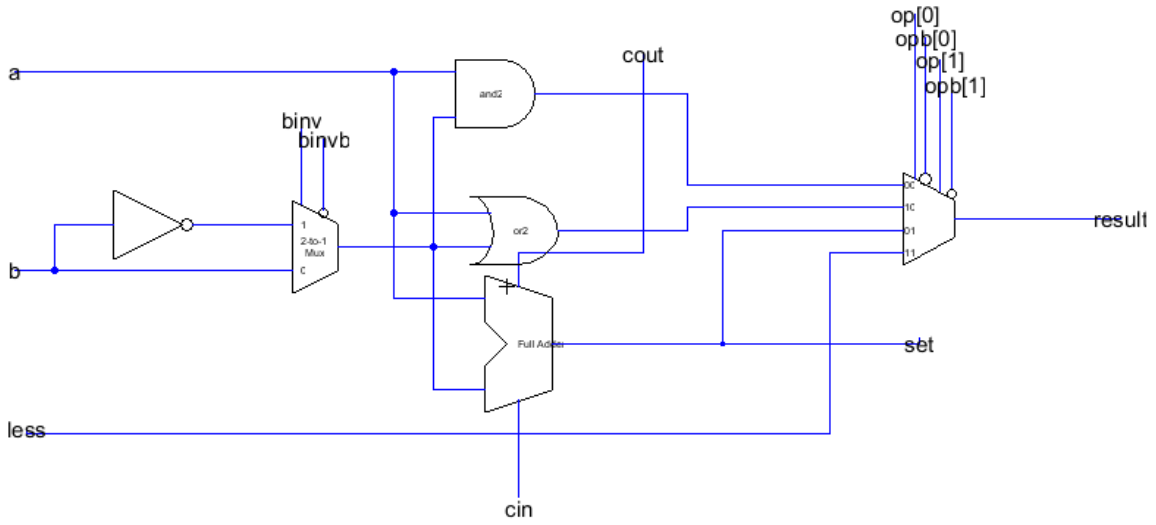 op[0]
opb[0]
cout
op[1]
a
opb[1]
and2
binv
binvb
00
10
1
result
2-to-1
or2
01
Mux
11
b
0
Full Adder
set
less
cin